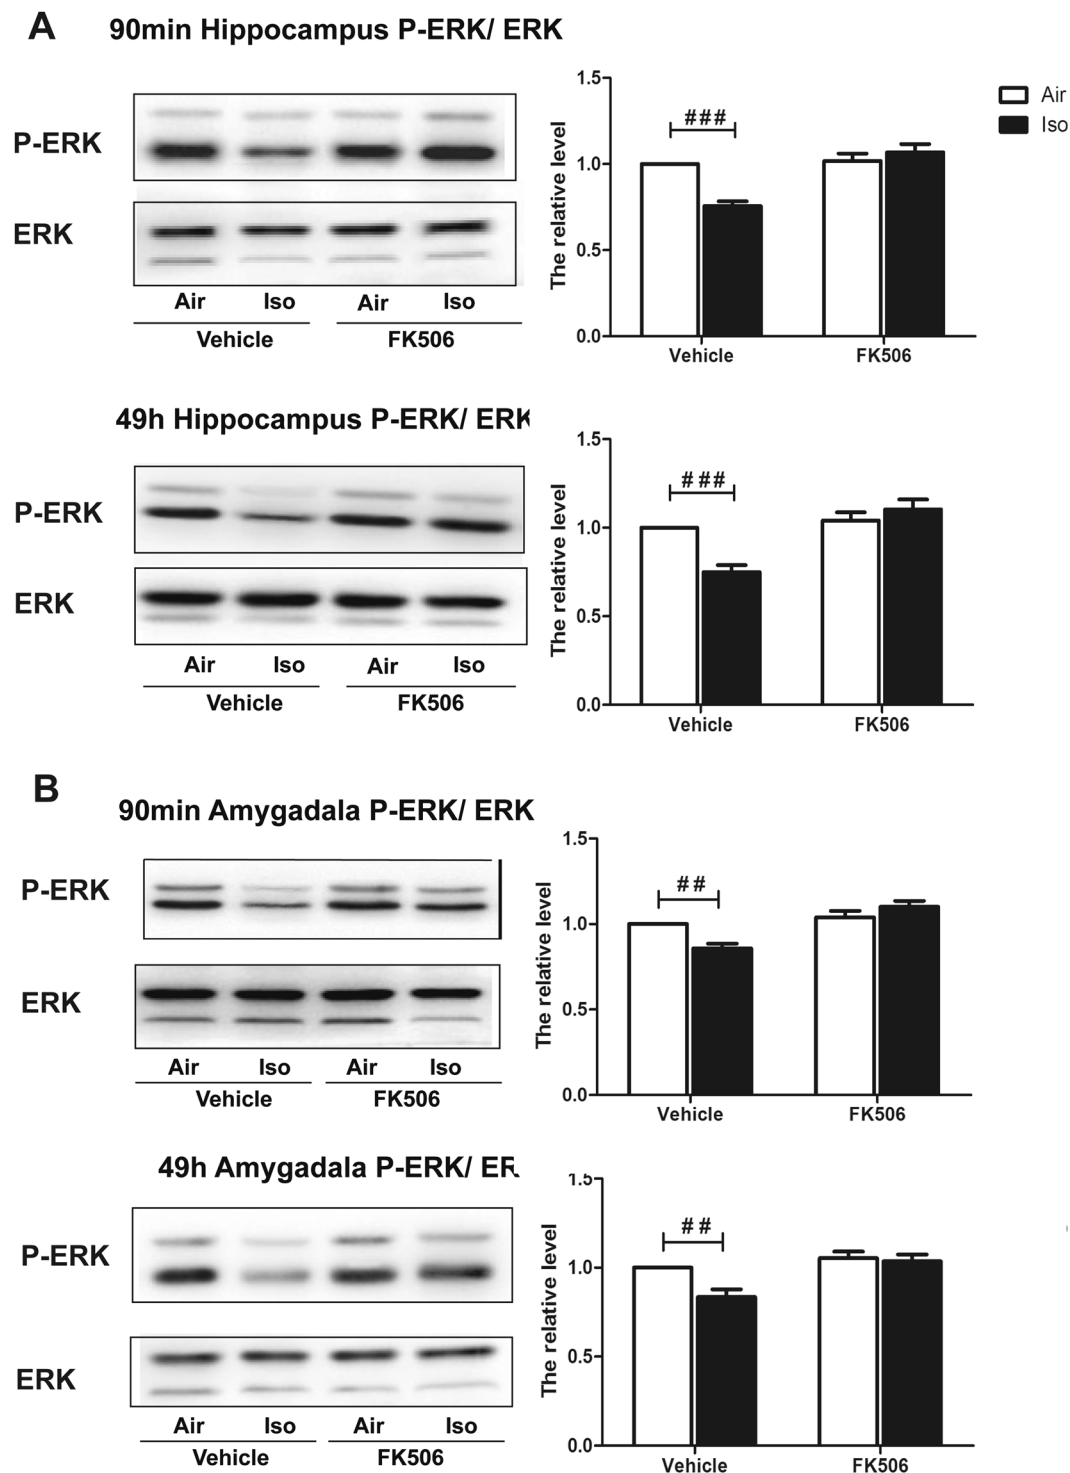 A 90min Hippocampus P-ERK/ ERK
P-ERK
ERK
Air Iso Air Iso
Vehicle FK506
The relative level
1.5
1.0
0.5
0.0
###
Vehicle FK506
Air
Iso
49h Hippocampus P-ERK/ ERK
P-ERK
ERK
Air Iso Air Iso
Vehicle FK506
The relative level
1.5
1.0
0.5
0.0
###
Vehicle FK506
B
90min Amygadala P-ERK/ ERK
P-ERK
ERK
Air Iso Air Iso
Vehicle FK506
The relative level
1.5
1.0
0.5
0.0
##
Vehicle FK506
49h Amygadala P-ERK/ ER
P-ERK
ERK
Air Iso Air Iso
Vehicle FK506
The relative level
1.5
1.0
0.5
0.0
##
Vehicle FK506